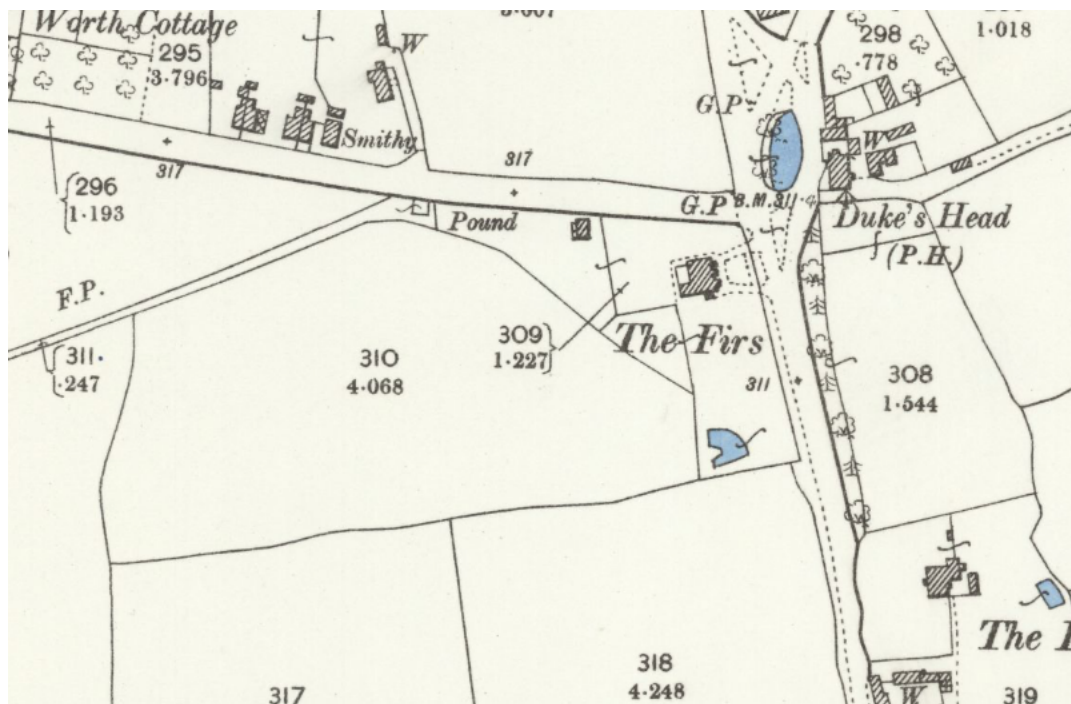 Worth Cottage
295
3·796
W
298
·778
1·018
G.P
Smithy
W
317
317
296
1·193
G.P
B.M. 311·4
Duke's Head
(P.H.)
Pound
F.P.
311
·247
310
4·068
309
1·227
The Firs
311
308
1·544
The
318
4·248
317
W
319